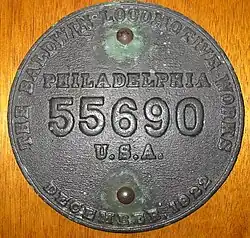 THE BALDWIN LOCOMOTIVE WORKS
PHILADELPHIA
55690
U.S.A.
DECEMBER, 1922